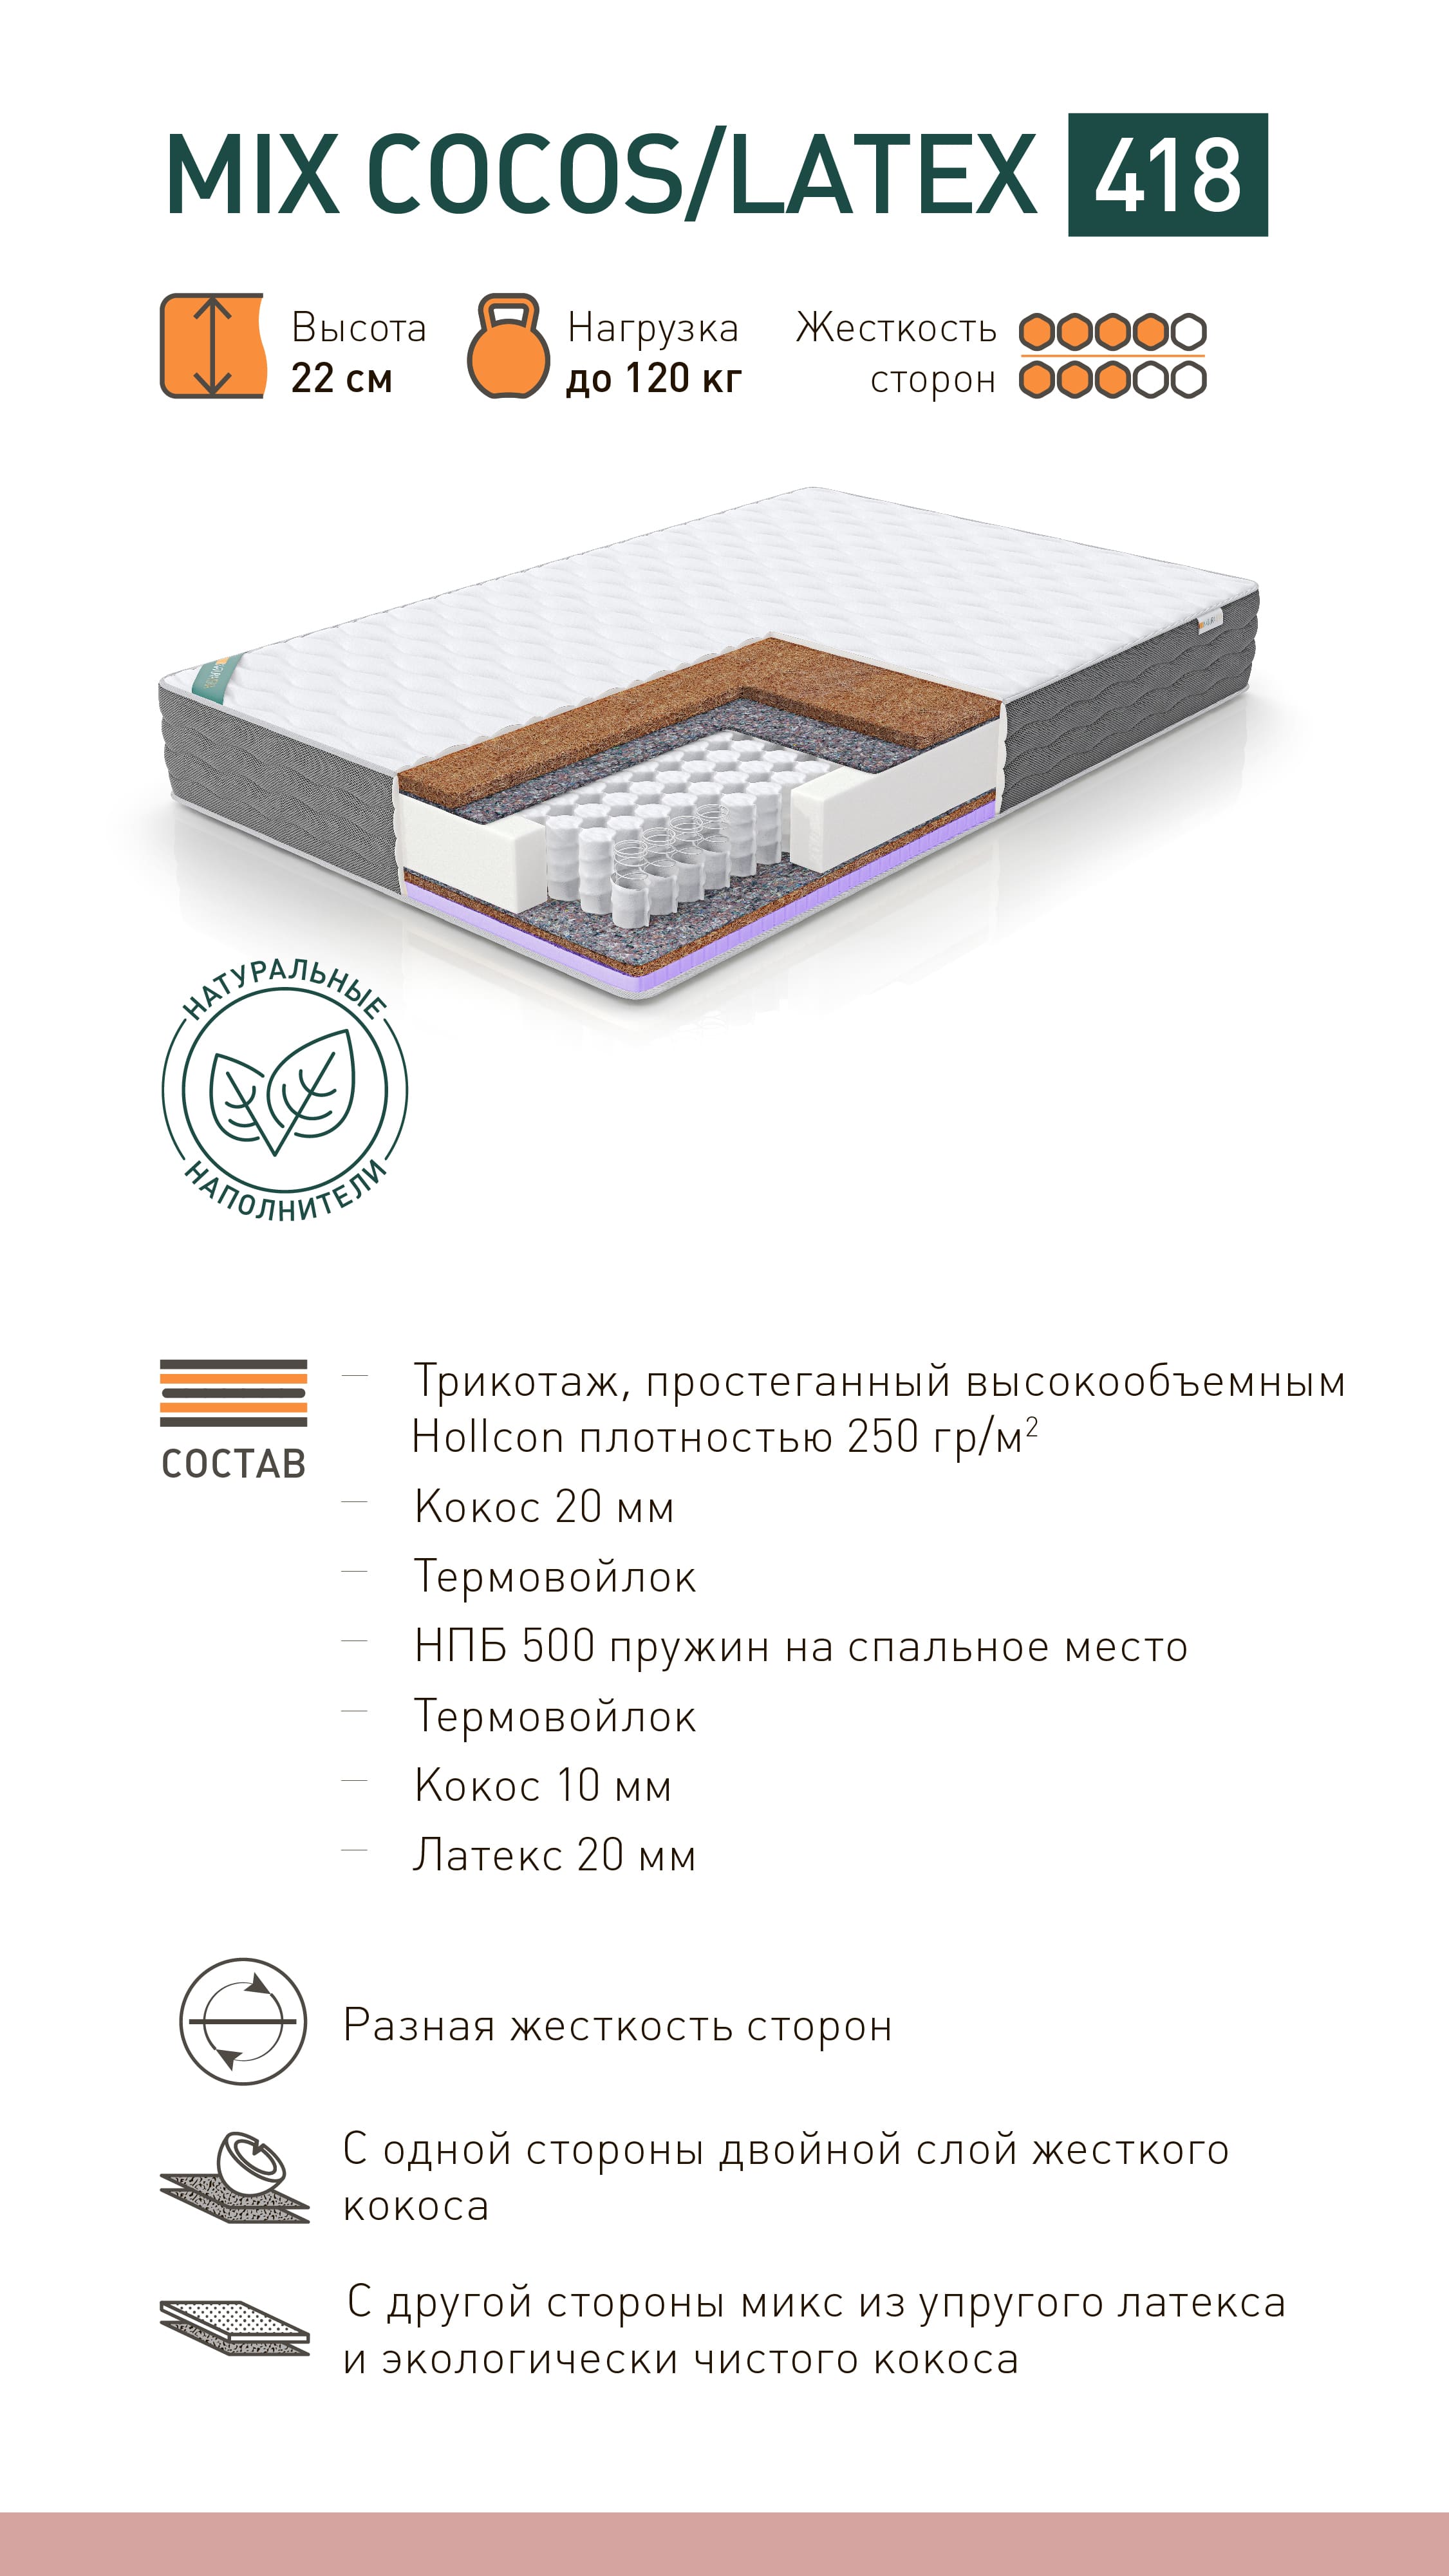 MIX COCOS/LATEX 418
Высота
22 см
Нагрузка
до 120 кг
Жесткость
сторон
НАТУРАЛЬНЫЕ
НАПОЛНИТЕЛИ
СОСТАВ
— Трикотаж, простеганный высокообъемным
Hollcon плотностью 250 гр/м²
— Кокос 20 мм
— Термовойлок
— НПБ 500 пружин на спальное место
— Термовойлок
— Кокос 10 мм
— Латекс 20 мм
Разная жесткость сторон
С одной стороны двойной слой жесткого
кокоса
С другой стороны микс из упругого латекса
и экологически чистого кокоса